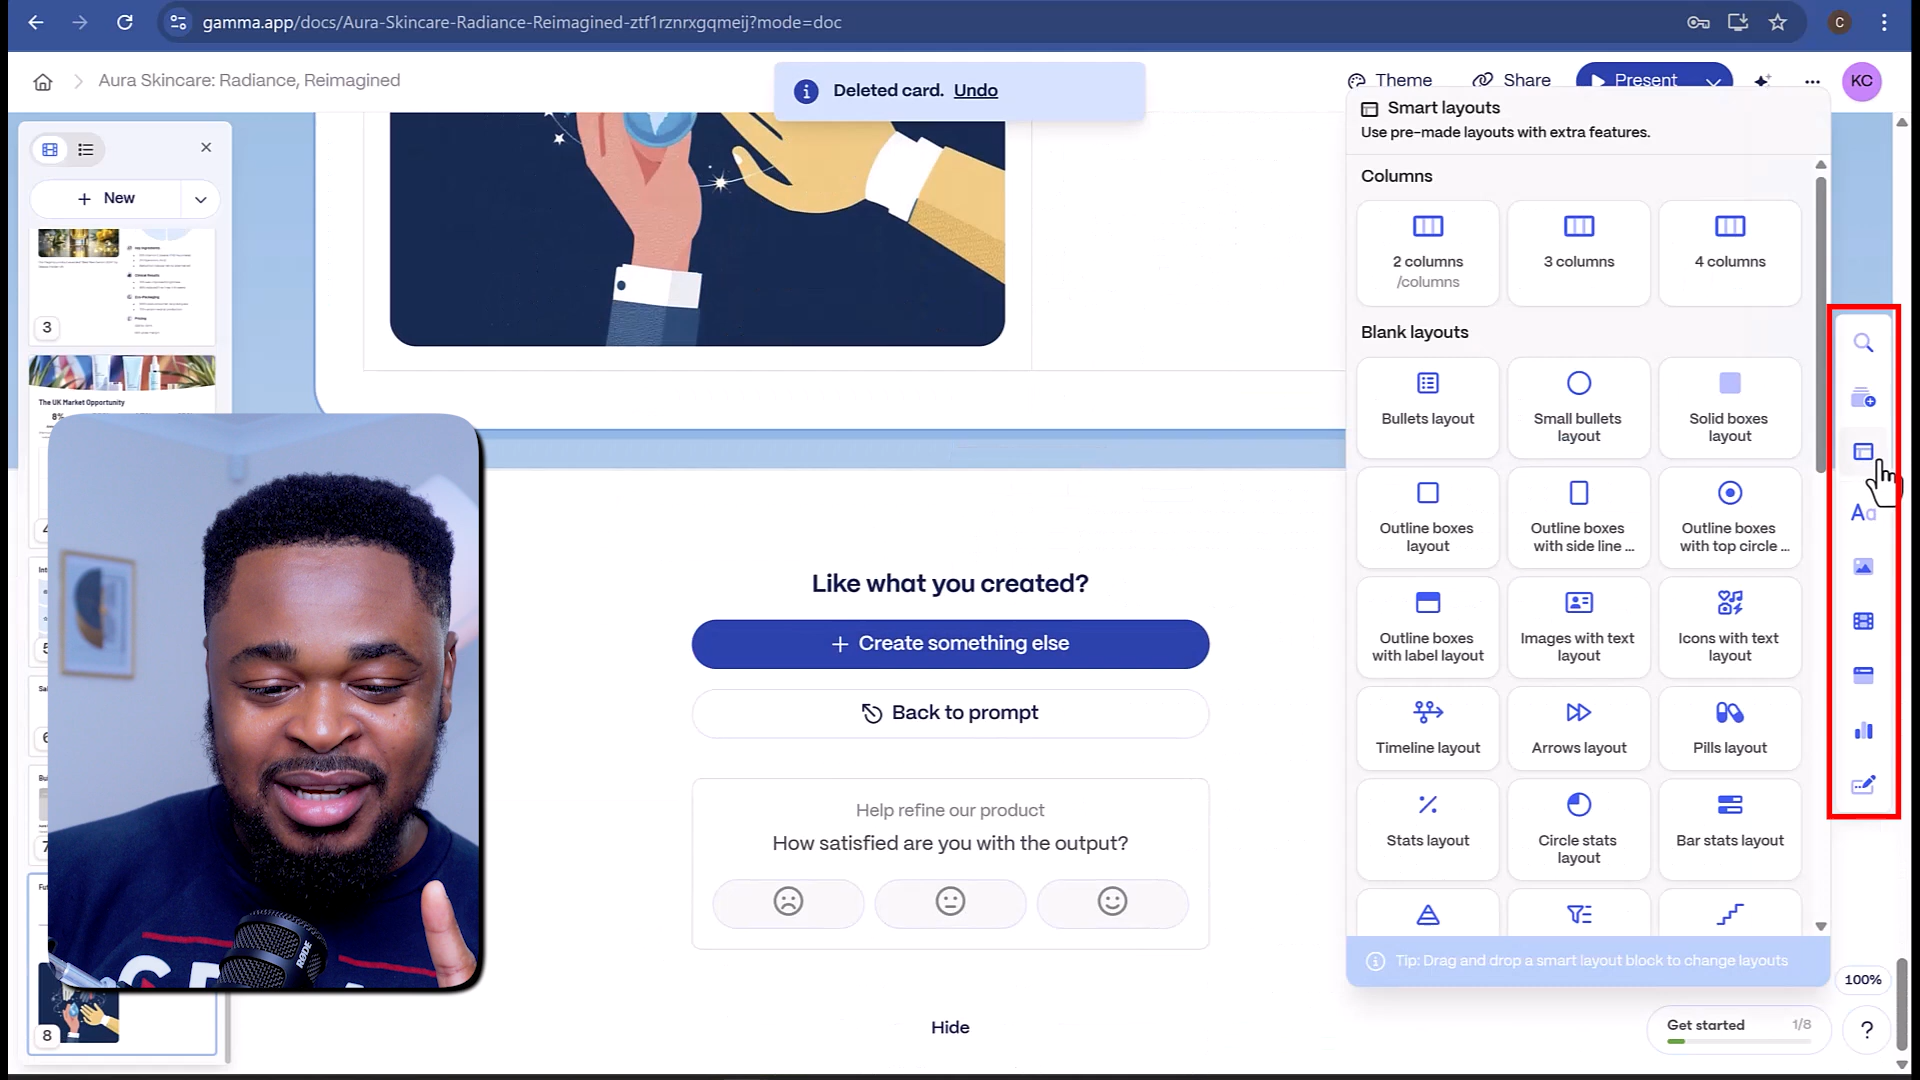 gamma.app/docs/Aura-Skincare-Radiance-Reimagined-ztf1rznrxgqmeij?mode=doc
C
Aura Skincare: Radiance, Reimagined
Deleted card. Undo
Theme
Share
Present
KC
New
3
The UK Market Opportunity
8%
8
Like what you created?
Create something else
Back to prompt
Help refine our product
How satisfied are you with the output?
Hide
Smart layouts
Use pre-made layouts with extra features.
Columns
2 columns
/columns
3 columns
4 columns
Blank layouts
Bullets layout
Small bullets
layout
Solid boxes
layout
Outline boxes
layout
Outline boxes
with side line ...
Outline boxes
with top circle ...
Outline boxes
with label layout
Images with text
layout
Icons with text
layout
Timeline layout
Arrows layout
Pills layout
Stats layout
Circle stats
layout
Bar stats layout
Tip: Drag and drop a smart layout block to change layouts
Aa
100%
Get started 1/8
?
RODE